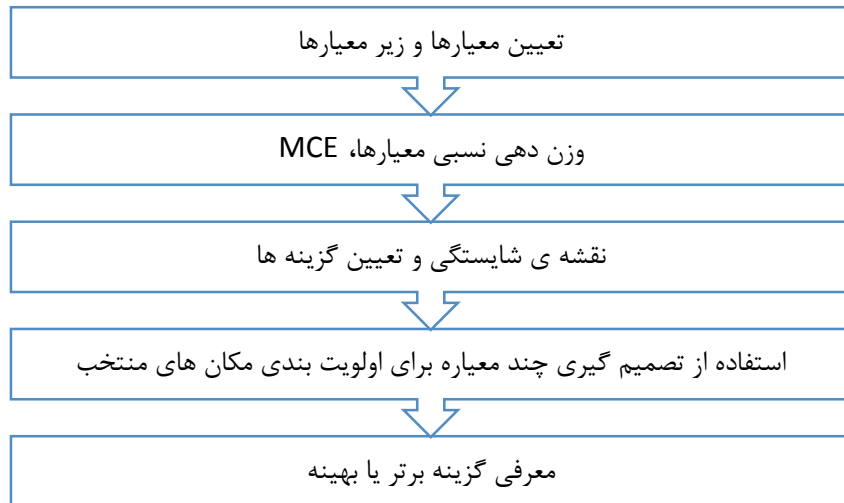 تعیین معیارها و زیر معیارها
وزن دهی نسبی معیارها، MCE
نقشه ی شایستگی و تعیین گزینه ها
استفاده از تصمیم گیری چند معیاره برای اولویت بندی مکان های منتخب
معرفی گزینه برتر یا بهینه